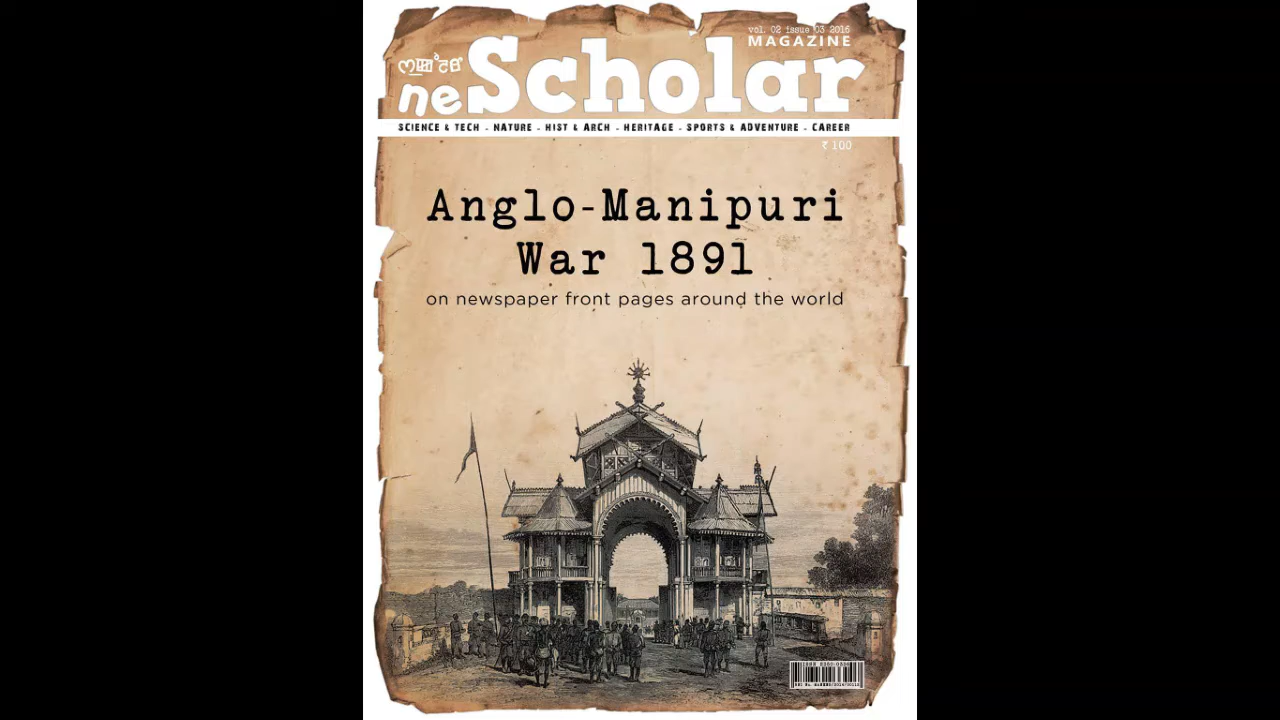 vol. 02 issue 03 2016
MAGAZINE
neScholar
SCIENCE & TECH - NATURE - HIST & ARCH - HERITAGE - SPORTS & ADVENTURE - CAREER
₹ 100
Anglo-Manipuri
War 1891
on newspaper front pages around the world